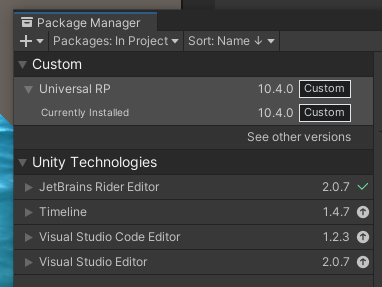 Package Manager
Packages: In Project Sort: Name ↓
Custom
Universal RP 10.4.0 Custom
Currently Installed 10.4.0 Custom
See other versions
Unity Technologies
JetBrains Rider Editor 2.0.7
Timeline 1.4.7
Visual Studio Code Editor 1.2.3
Visual Studio Editor 2.0.7